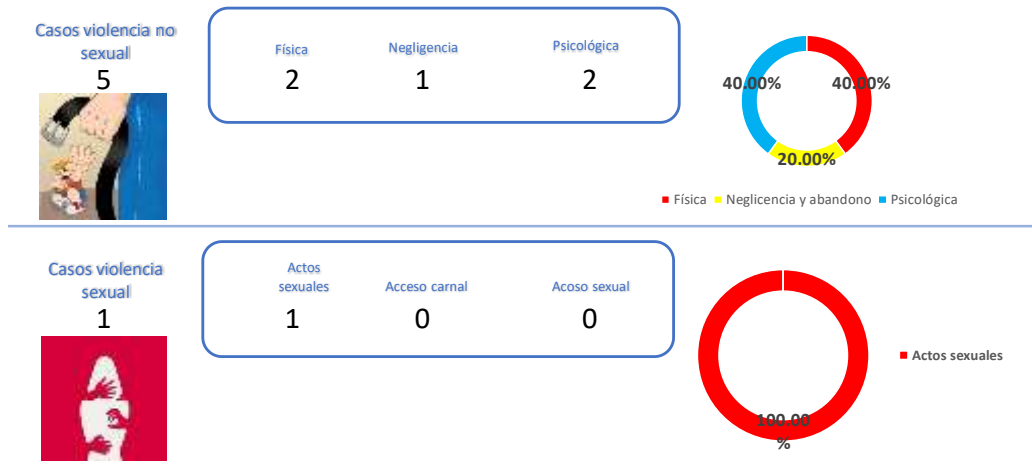 Casos violencia no
sexual
5
Física
Negligencia
Psicológica
2
1
2
40.00%
40.00%
20.00%
Física
Neglicencia y abandono
Psicológica
Casos violencia
sexual
1
Actos
sexuales
Acceso carnal
Acoso sexual
1
0
0
100.00
%
Actos sexuales